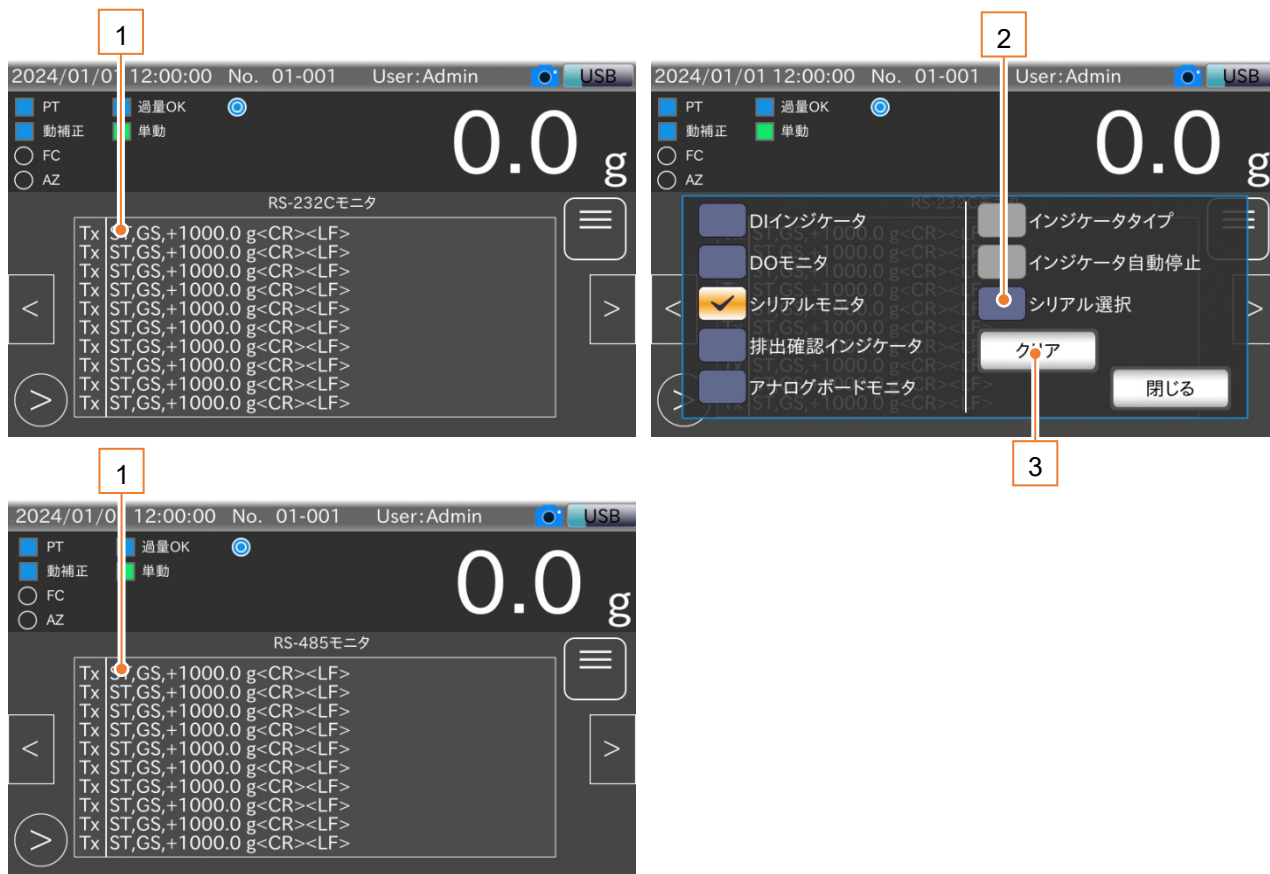 1
2024/01/01 12:00:00 No. 01-001 User:Admin USB
PT 過量OK
動補正 単動
FC
AZ
0.0 g
RS-232Cモニタ
Tx ST,GS,+1000.0 g<CR><LF>
Tx ST,GS,+1000.0 g<CR><LF>
Tx ST,GS,+1000.0 g<CR><LF>
Tx ST,GS,+1000.0 g<CR><LF>
Tx ST,GS,+1000.0 g<CR><LF>
Tx ST,GS,+1000.0 g<CR><LF>
Tx ST,GS,+1000.0 g<CR><LF>
Tx ST,GS,+1000.0 g<CR><LF>
Tx ST,GS,+1000.0 g<CR><LF>
Tx ST,GS,+1000.0 g<CR><LF>
<
>
>
2
2024/01/01 12:00:00 No. 01-001 User:Admin USB
PT 過量OK
動補正 単動
FC
AZ
0.0 g
DIインジケータ
DOモニタ
シリアルモニタ
排出確認インジケータ
アナログボードモニタ
インジケータタイプ
インジケータ自動停止
シリアル選択
クリア
閉じる
<
>
3
1
2024/01/0 12:00:00 No. 01-001 User:Admin USB
PT 過量OK
動補正 単動
FC
AZ
0.0 g
RS-485モニタ
Tx ST,GS,+1000.0 g<CR><LF>
Tx ST,GS,+1000.0 g<CR><LF>
Tx ST,GS,+1000.0 g<CR><LF>
Tx ST,GS,+1000.0 g<CR><LF>
Tx ST,GS,+1000.0 g<CR><LF>
Tx ST,GS,+1000.0 g<CR><LF>
Tx ST,GS,+1000.0 g<CR><LF>
Tx ST,GS,+1000.0 g<CR><LF>
Tx ST,GS,+1000.0 g<CR><LF>
Tx ST,GS,+1000.0 g<CR><LF>
<
>
>